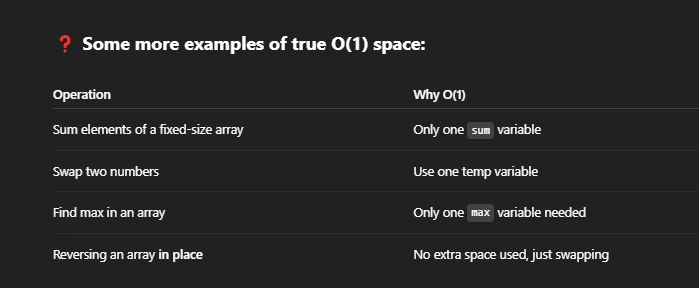 ❓ Some more examples of true O(1) space:
Operation Why O(1)
Sum elements of a fixed-size array Only one sum variable
Swap two numbers Use one temp variable
Find max in an array Only one max variable needed
Reversing an array in place No extra space used, just swapping